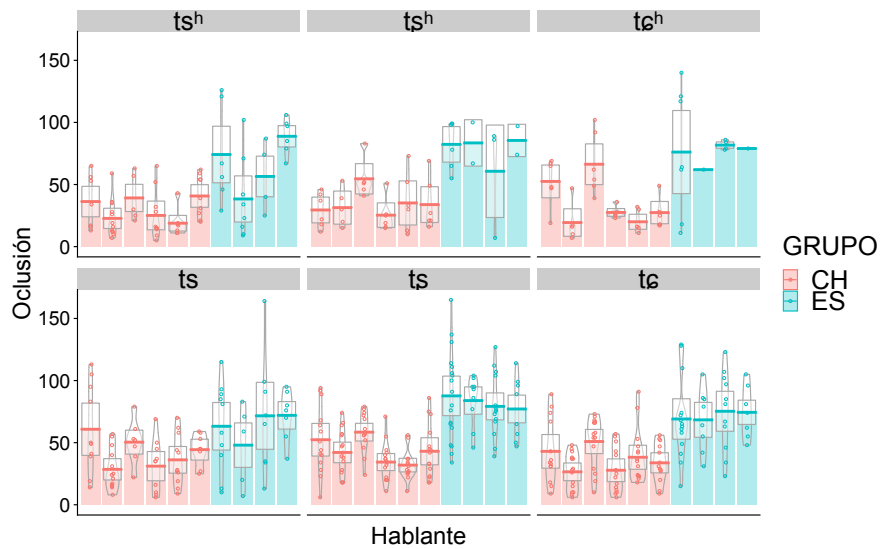 tsʰ
tʂʰ
tɕʰ
150
100
50
0
Oclusión
ts
tʂ
tɕ
150
100
50
0
Hablante
GRUPO
CH
ES